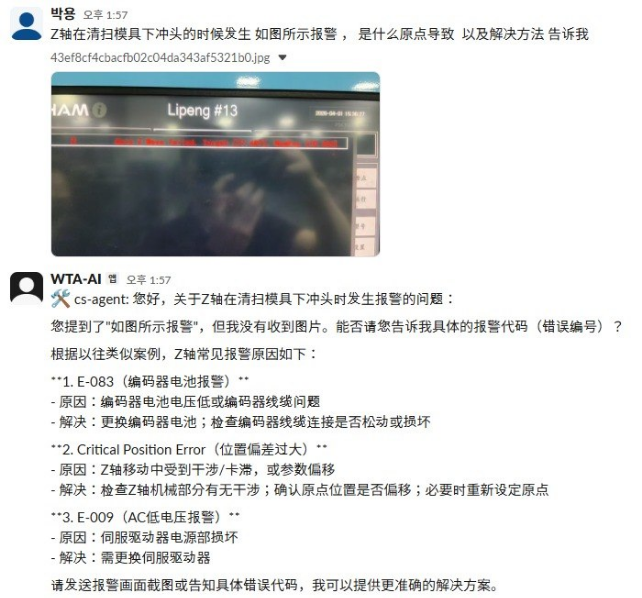 박용 오후 1:57
Z轴在清扫模具下冲头的时候发生 如图所示报警 ， 是什么原点导致 以及解决方法 告诉我
43ef8cf4cbacfb02c04da343af5321b0.jpg
HAM Lipeng #13
WTA-AI 앱 오후 1:57
cs-agent: 您好，关于Z轴在清扫模具下冲头时发生报警的问题：
您提到了"如图所示报警"，但我没有收到图片。能否请您告诉我具体的报警代码（错误编号）？
根据以往类似案例，Z轴常见报警原因如下：
**1. E-083（编码器电池报警）**
- 原因：编码器电池电压低或编码器线缆问题
- 解决：更换编码器电池；检查编码器线缆连接是否松动或损坏
**2. Critical Position Error（位置偏差过大）**
- 原因：Z轴移动中受到干涉/卡滞，或参数偏移
- 解决：检查Z轴机械部分有无干涉；确认原点位置是否偏移；必要时重新设定原点
**3. E-009（AC低电压报警）**
- 原因：伺服驱动器电源部损坏
- 解决：需更换伺服驱动器
请发送报警画面截图或告知具体错误代码，我可以提供更准确的解决方案。